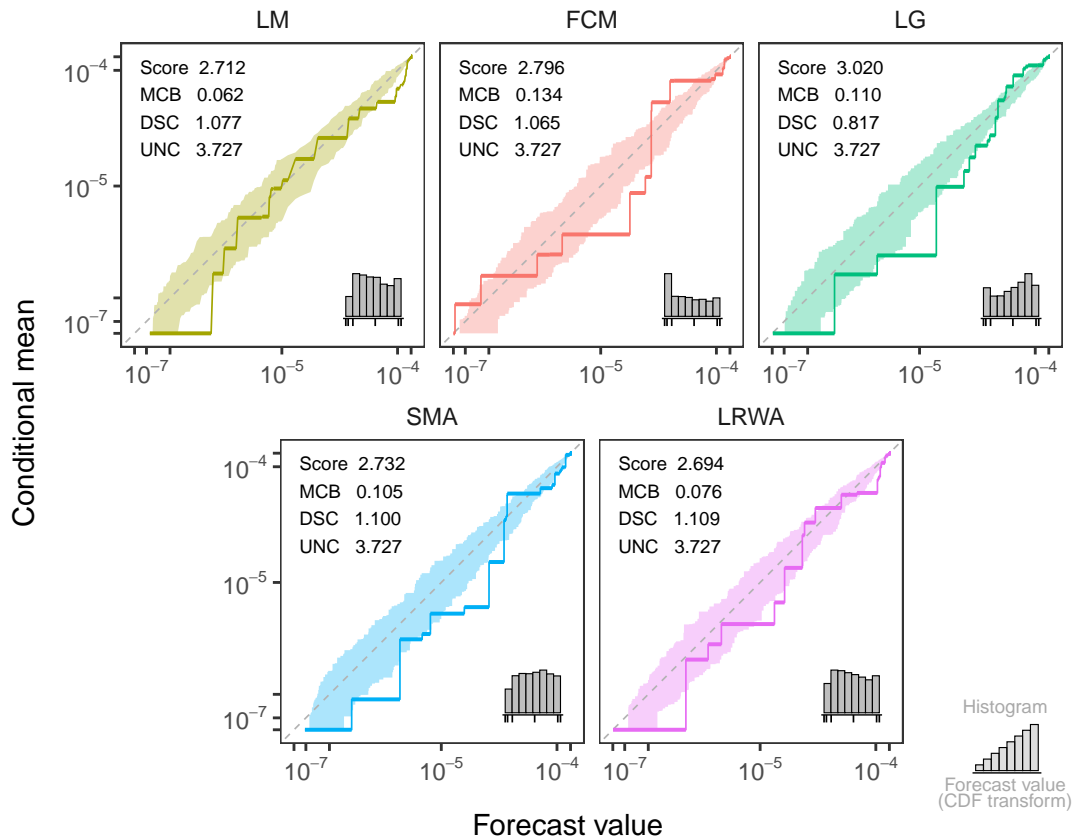 LM
FCM
LG
Score 2.712
MCB 0.062
DSC 1.077
UNC 3.727
Score 2.796
MCB 0.134
DSC 1.065
UNC 3.727
Score 3.020
MCB 0.110
DSC 0.817
UNC 3.727
10⁻⁴
10⁻⁵
10⁻⁷
10⁻⁷ 10⁻⁵ 10⁻⁴
10⁻⁷ 10⁻⁵ 10⁻⁴
10⁻⁷ 10⁻⁵ 10⁻⁴
Conditional mean
SMA
LRWA
Score 2.732
MCB 0.105
DSC 1.100
UNC 3.727
Score 2.694
MCB 0.076
DSC 1.109
UNC 3.727
10⁻⁴
10⁻⁵
10⁻⁷
10⁻⁷ 10⁻⁵ 10⁻⁴
10⁻⁷ 10⁻⁵ 10⁻⁴
Histogram
Forecast value
(CDF transform)
Forecast value